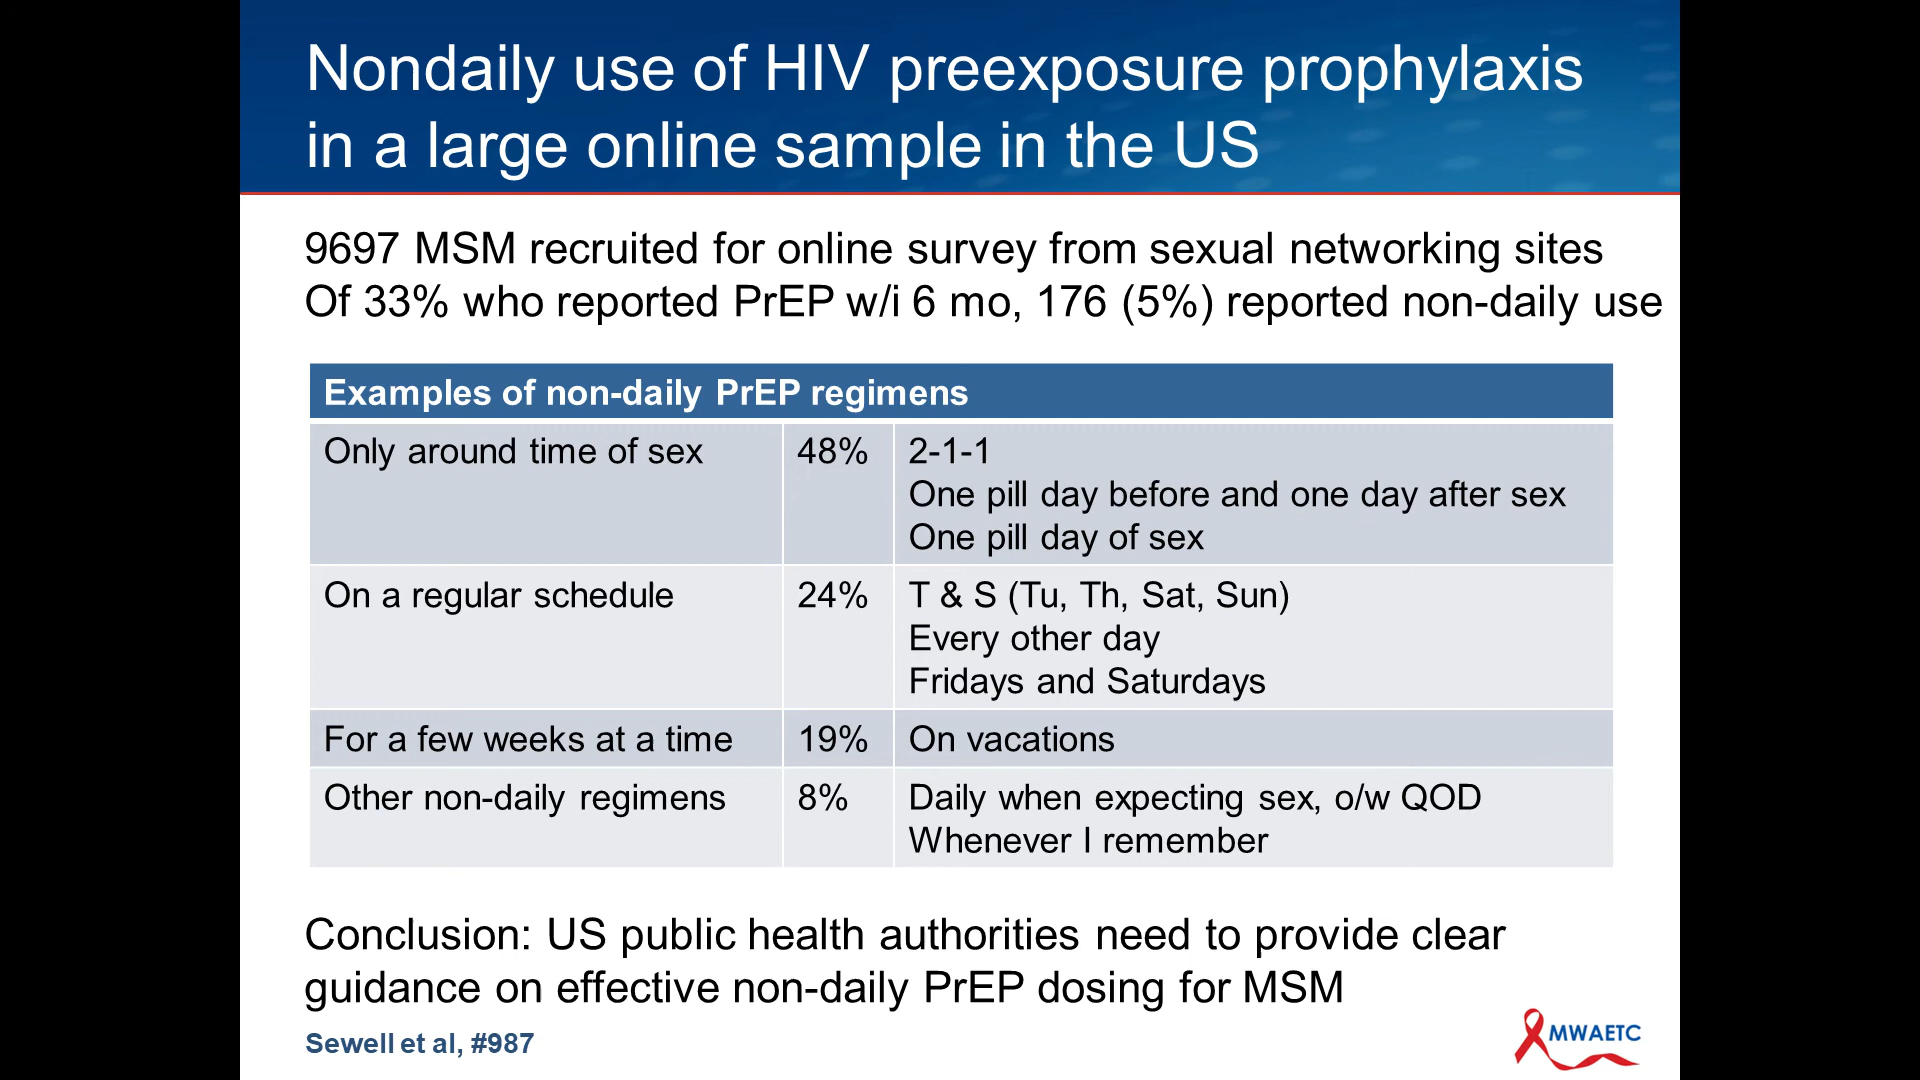 Nondaily use of HIV preexposure prophylaxis
in a large online sample in the US
9697 MSM recruited for online survey from sexual networking sites
Of 33% who reported PrEP w/i 6 mo, 176 (5%) reported non-daily use
Examples of non-daily PrEP regimens
Only around time of sex 48% 2-1-1
One pill day before and one day after sex
One pill day of sex
On a regular schedule 24% T & S (Tu, Th, Sat, Sun)
Every other day
Fridays and Saturdays
For a few weeks at a time 19% On vacations
Other non-daily regimens 8% Daily when expecting sex, o/w QOD
Whenever I remember
Conclusion: US public health authorities need to provide clear
guidance on effective non-daily PrEP dosing for MSM
Sewell et al, #987
MWAETC